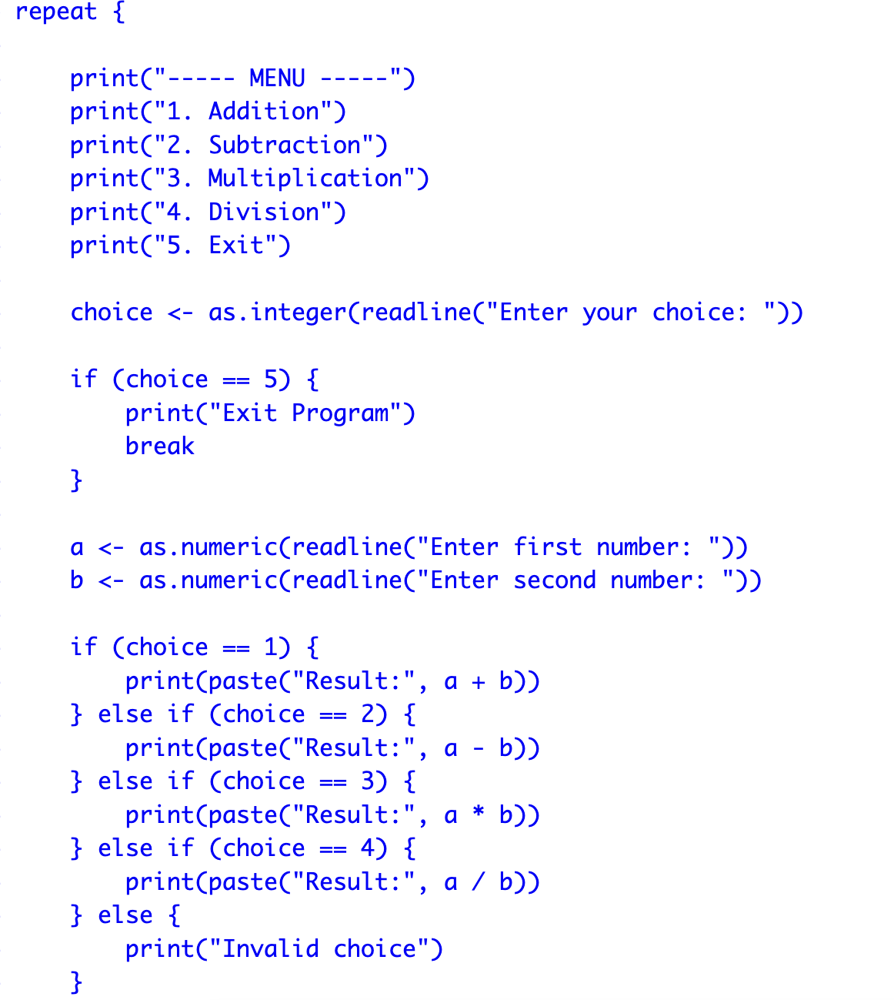 repeat {
print("----- MENU -----")
print("1. Addition")
print("2. Subtraction")
print("3. Multiplication")
print("4. Division")
print("5. Exit")
choice <- as.integer(readline("Enter your choice: "))
if (choice == 5) {
print("Exit Program")
break
}
a <- as.numeric(readline("Enter first number: "))
b <- as.numeric(readline("Enter second number: "))
if (choice == 1) {
print(paste("Result:", a + b))
} else if (choice == 2) {
print(paste("Result:", a - b))
} else if (choice == 3) {
print(paste("Result:", a * b))
} else if (choice == 4) {
print(paste("Result:", a / b))
} else {
print("Invalid choice")
}